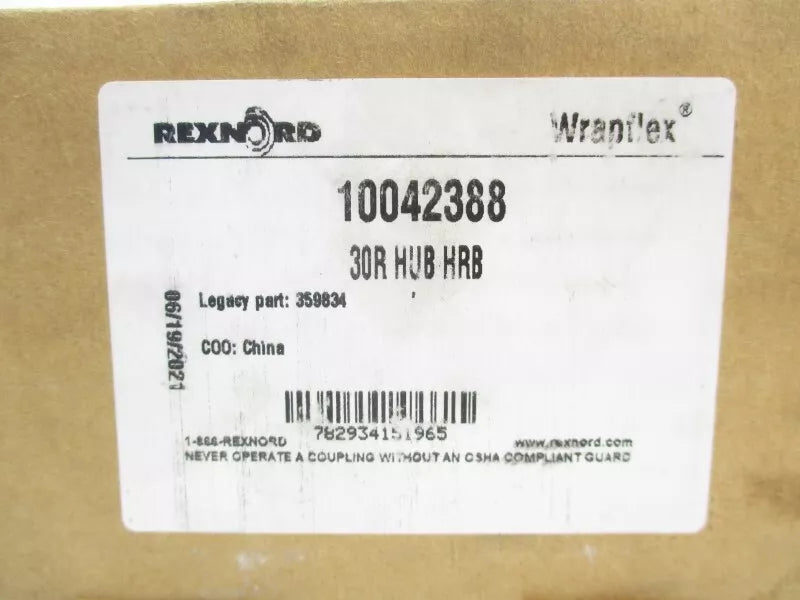 REXNORD Wrapflex®
10042388
30R HUB HRB
Legacy part: 359834
COO: China
06/19/2021
782934151965
1-866-REXNORD www.rexnord.com
NEVER OPERATE A COUPLING WITHOUT AN OSHA COMPLIANT GUARD